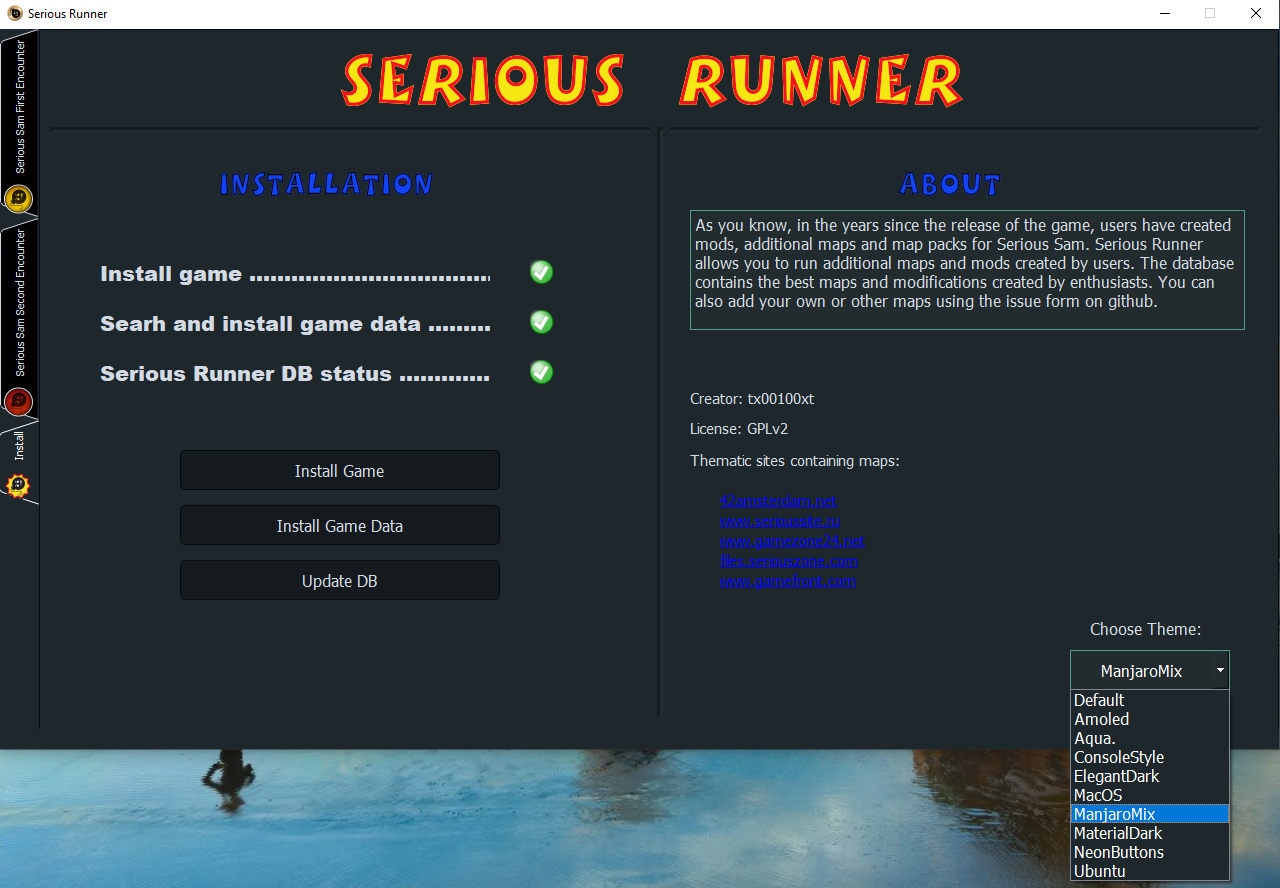 Serious Runner
Serious Sam First Encounter
Serious Sam Second Encounter
Install
SERIOUS RUNNER
INSTALLATION
Install game ..................................
Searh and install game data .........
Serious Runner DB status .............
Install Game
Install Game Data
Update DB
ABOUT
As you know, in the years since the release of the game, users have created
mods, additional maps and map packs for Serious Sam. Serious Runner
allows you to run additional maps and mods created by users. The database
contains the best maps and modifications created by enthusiasts. You can
also add your own or other maps using the issue form on github.
Creator: tx00100xt
License: GPLv2
Thematic sites containing maps:
42amsterdam.net
www.serioussite.ru
www.gamezone24.net
files.seriouszone.com
www.gamefront.com
Choose Theme:
ManjaroMix
Default
Amoled
Aqua.
ConsoleStyle
ElegantDark
MacOS
ManjaroMix
MaterialDark
NeonButtons
Ubuntu